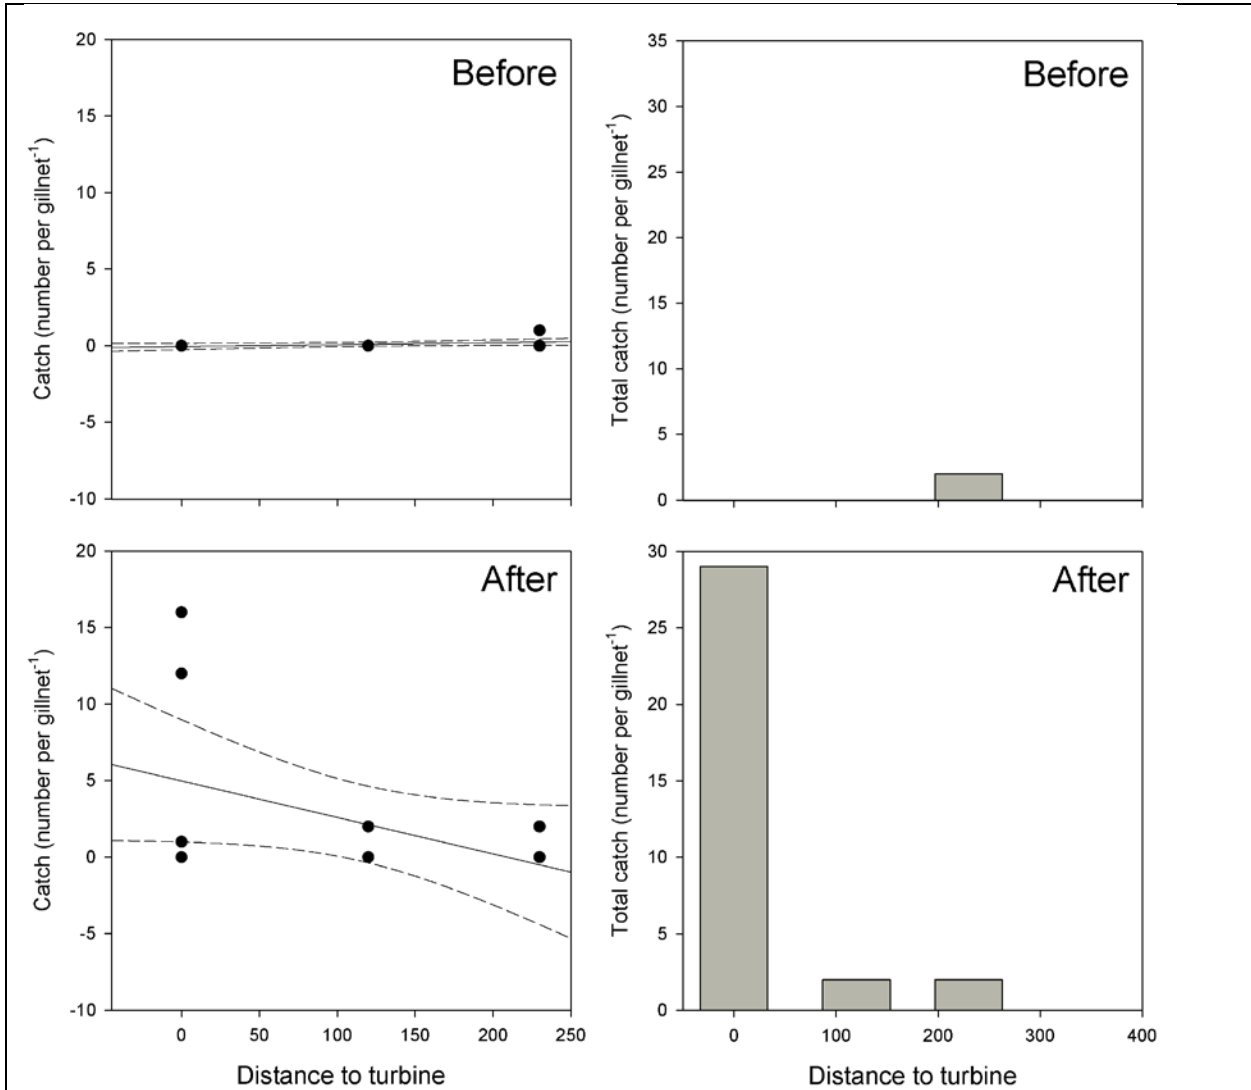 Before
20
15
10
5
0
-5
-10
Catch (number per gillnet⁻¹)
Before
35
30
25
20
15
10
5
0
Total catch (number per gillnet⁻¹)
After
20
15
10
5
0
-5
-10
Catch (number per gillnet⁻¹)
0 50 100 150 200 250
Distance to turbine
After
30
25
20
15
10
5
0
Total catch (number per gillnet⁻¹)
0 100 200 300 400
Distance to turbine